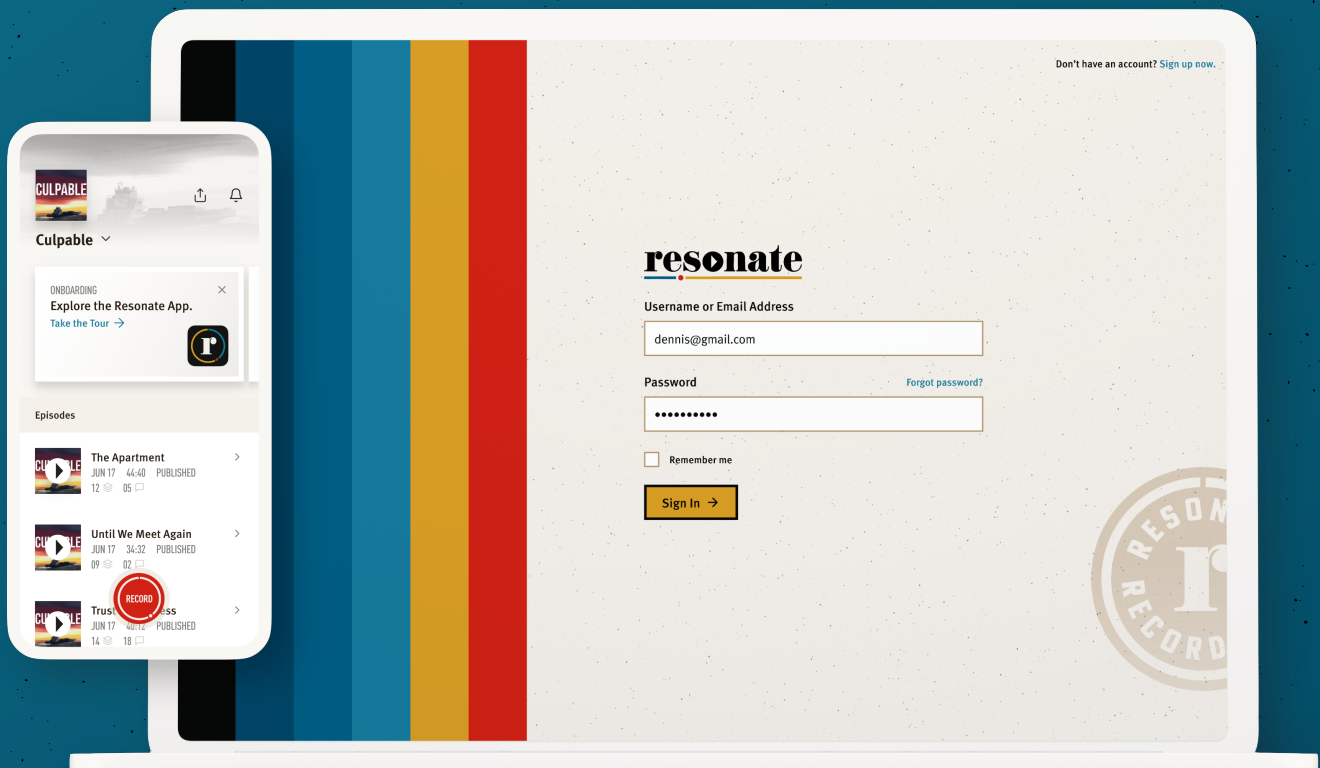 Don't have an account? Sign up now.
CULPABLE
Culpable
ONBOARDING
Explore the Resonate App.
Take the Tour
r
Episodes
The Apartment
JUN 17 44:40 PUBLISHED
12 05
Until We Meet Again
JUN 17 34:32 PUBLISHED
09 02
RECORD
Trust ess
JUN 17 PUBLISHED
14 18
resonate
Username or Email Address
dennis@gmail.com
Password Forgot password?
••••••••••
Remember me
Sign In
RESON
r
RECORD